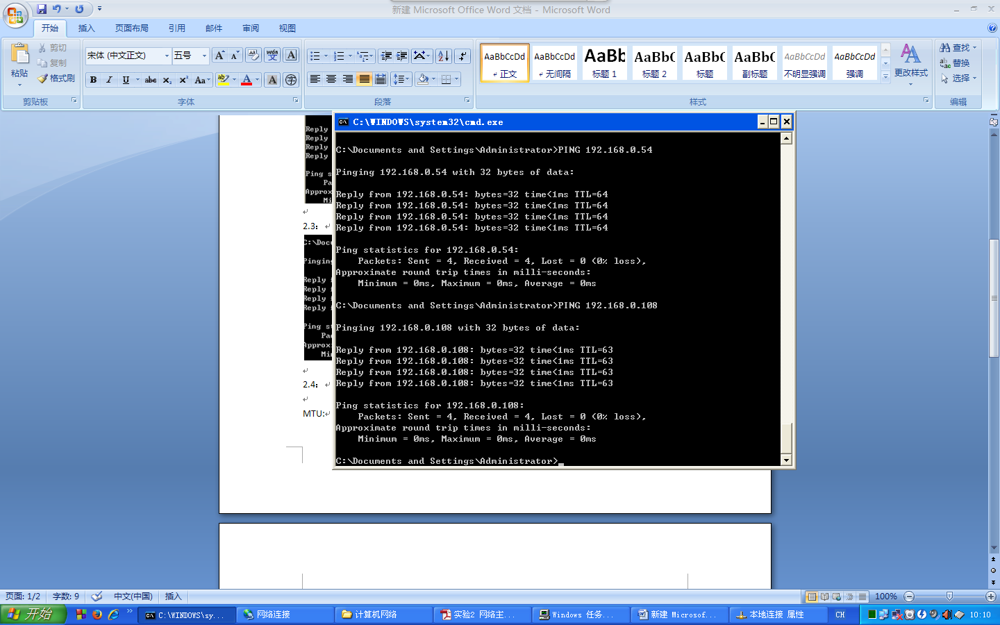 新建 Microsoft Office Word 文档 - Microsoft Word
开始 插入 页面布局 引用 邮件 审阅 视图
粘贴 剪切 复制 格式刷
宋体 (中文正文) 五号
AaBbCcDd AaBbCcDd AaBb AaBbC AaBbC AaBbC AaBbCcDd AaBbCcDd
正文 无间隔 标题 1 标题 2 标题 副标题 不明显强调 强调
更改样式
查找 替换 选择
剪贴板 字体 段落 样式 编辑
C:\WINDOWS\system32\cmd.exe
C:\Documents and Settings\Administrator>PING 192.168.0.54
Pinging 192.168.0.54 with 32 bytes of data:
Reply from 192.168.0.54: bytes=32 time<1ms TTL=64
Reply from 192.168.0.54: bytes=32 time<1ms TTL=64
Reply from 192.168.0.54: bytes=32 time<1ms TTL=64
Reply from 192.168.0.54: bytes=32 time<1ms TTL=64
Ping statistics for 192.168.0.54:
Packets: Sent = 4, Received = 4, Lost = 0 (0% loss),
Approximate round trip times in milli-seconds:
Minimum = 0ms, Maximum = 0ms, Average = 0ms
C:\Documents and Settings\Administrator>PING 192.168.0.108
Pinging 192.168.0.108 with 32 bytes of data:
Reply from 192.168.0.108: bytes=32 time<1ms TTL=63
Reply from 192.168.0.108: bytes=32 time<1ms TTL=63
Reply from 192.168.0.108: bytes=32 time<1ms TTL=63
Reply from 192.168.0.108: bytes=32 time<1ms TTL=63
Ping statistics for 192.168.0.108:
Packets: Sent = 4, Received = 4, Lost = 0 (0% loss),
Approximate round trip times in milli-seconds:
Minimum = 0ms, Maximum = 0ms, Average = 0ms
C:\Documents and Settings\Administrator>
Reply
Reply
Reply
Reply
Ping s
Pa
Approx
Mi
2.3：
C:\Doc
Pinging
Reply
Reply
Reply
Reply
Ping s
Pa
Approx
Mi
2.4：
MTU:
页面: 1/2 字数: 9 中文(中国) 插入 100%
开始 C:\WINDOWS\sy... 网络连接 计算机网络 实验2 网络主... Windows 任务... 新建 Microsof... 本地连接 属性 CH 10:10